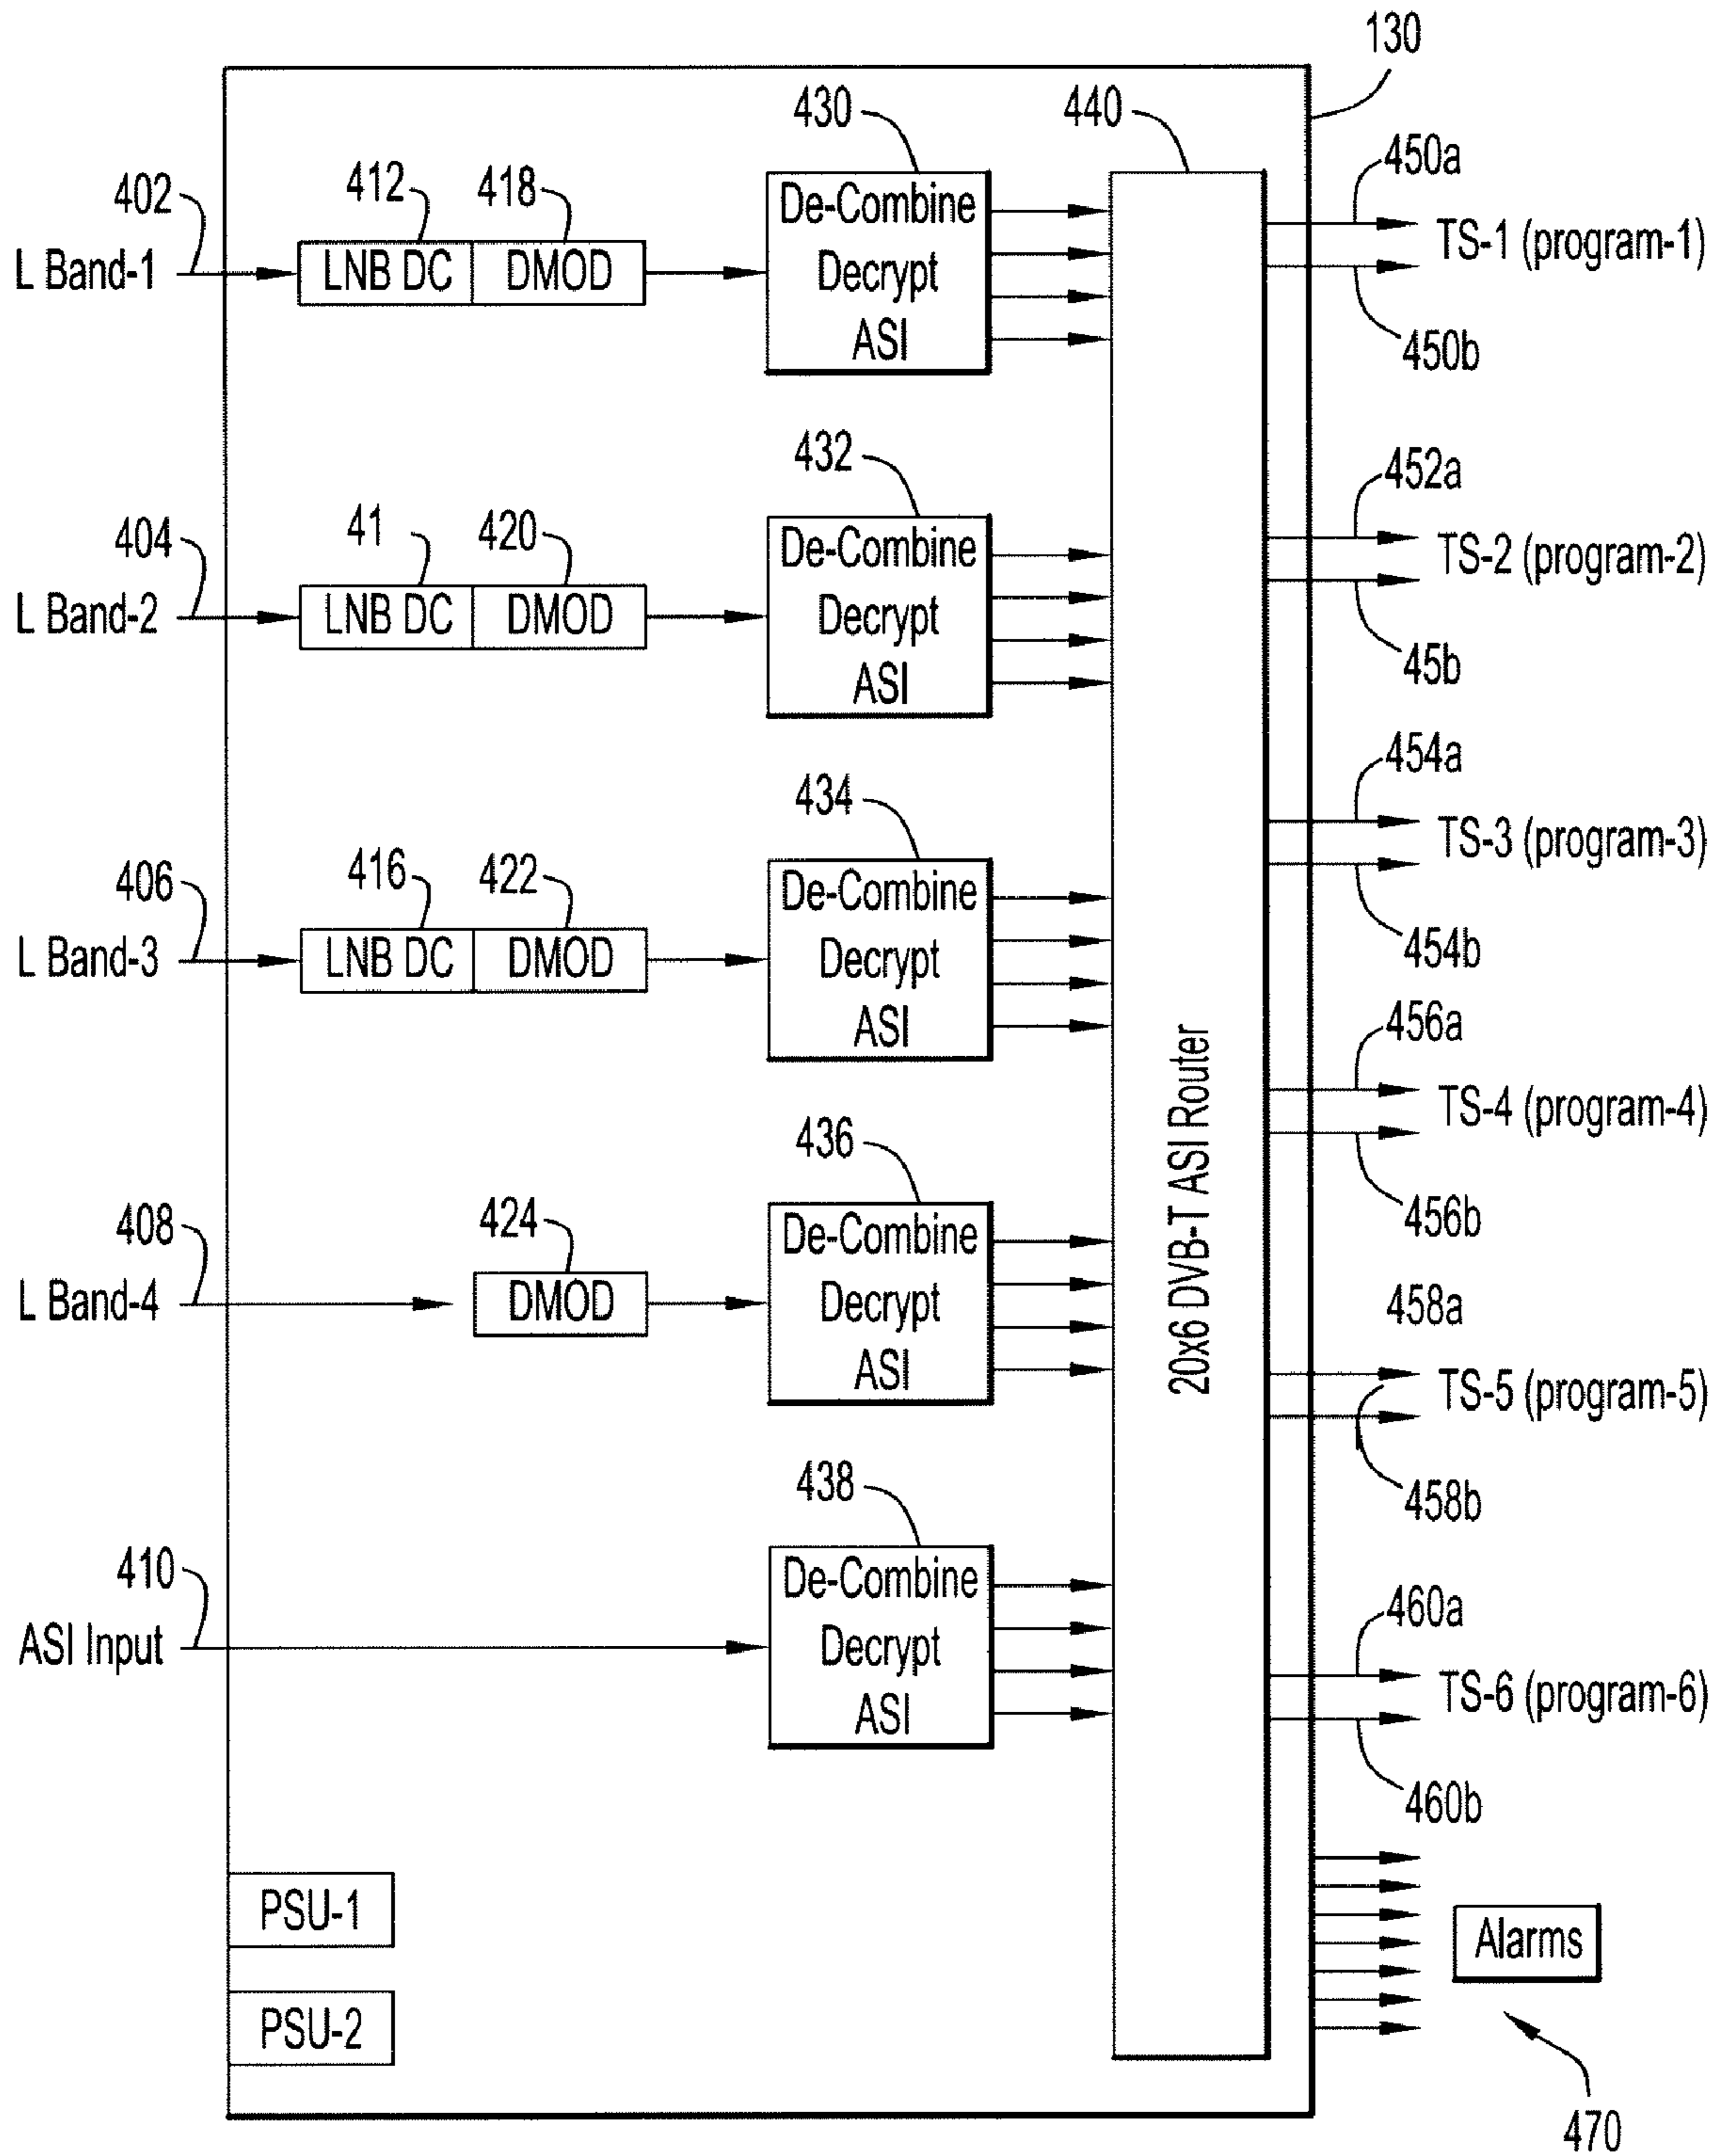 130
430
440
450a
402
412
418
De-Combine
Decrypt
ASI
TS-1 (program-1)
L Band-1
LNB DC
DMOD
450b
432
452a
404
41
420
De-Combine
Decrypt
ASI
TS-2 (program-2)
L Band-2
LNB DC
DMOD
45b
434
454a
TS-3 (program-3)
406
416
422
De-Combine
Decrypt
ASI
454b
L Band-3
LNB DC
DMOD
456a
20x6 DVB-T ASI Router
TS-4 (program-4)
436
456b
408
424
De-Combine
Decrypt
ASI
L Band-4
DMOD
458a
TS-5 (program-5)
438
458b
410
De-Combine
Decrypt
ASI
ASI Input
460a
TS-6 (program-6)
460b
PSU-1
Alarms
PSU-2
470